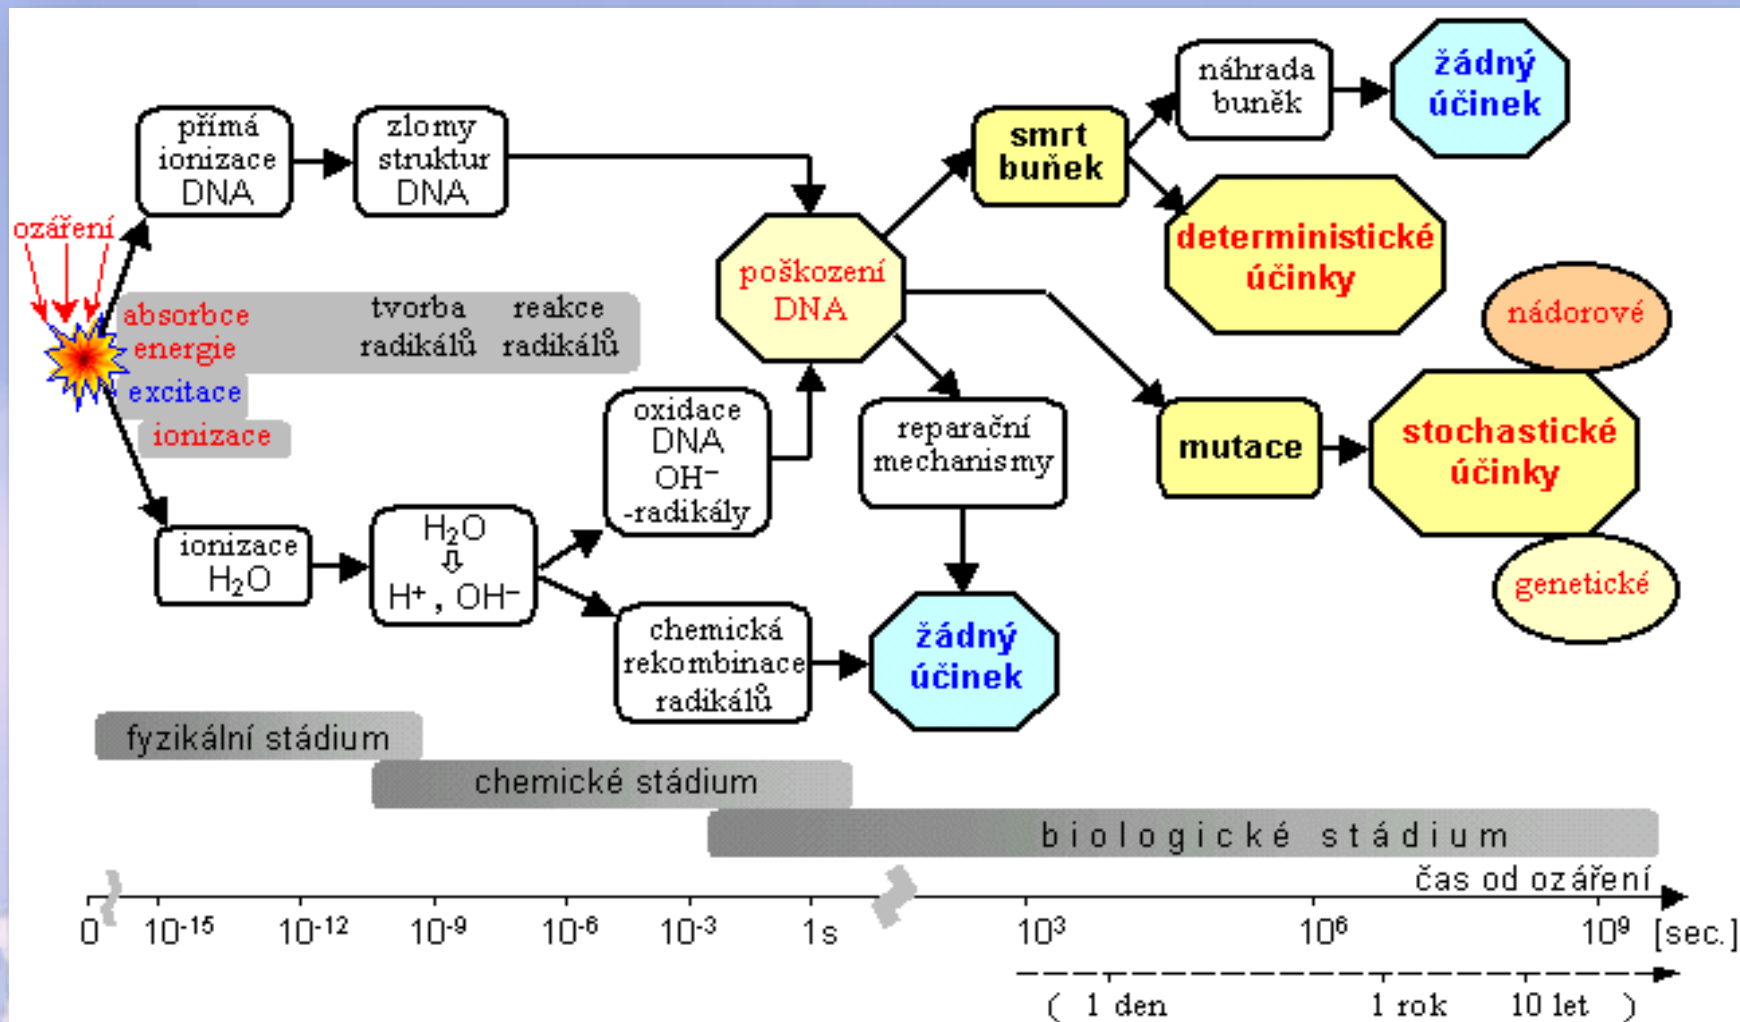 přímá
ionizace
DNA
zlomy
struktur
DNA
smrt
buňek
náhrada
buněk
žádný
účinek
ozáření
deterministické
účinky
poškození
DNA
absorbce
energie
tvorba
radikálů
reakce
radikálů
excitace
ionizace
nádorové
oxidace
DNA
OH⁻
-radikály
reparační
mechanismy
mutace
stochastické
účinky
genetické
ionizace
H₂O
H₂O
⇩
H⁺ , OH⁻
chemická
rekombinace
radikálů
žádný
účinek
fyzikální stádium
chemické stádium
biologické stádium
čas od ozáření
0 10⁻¹⁵ 10⁻¹² 10⁻⁹ 10⁻⁶ 10⁻³ 1s 10³ 10⁶ 10⁹ [sec.]
( 1 den 1 rok 10 let )